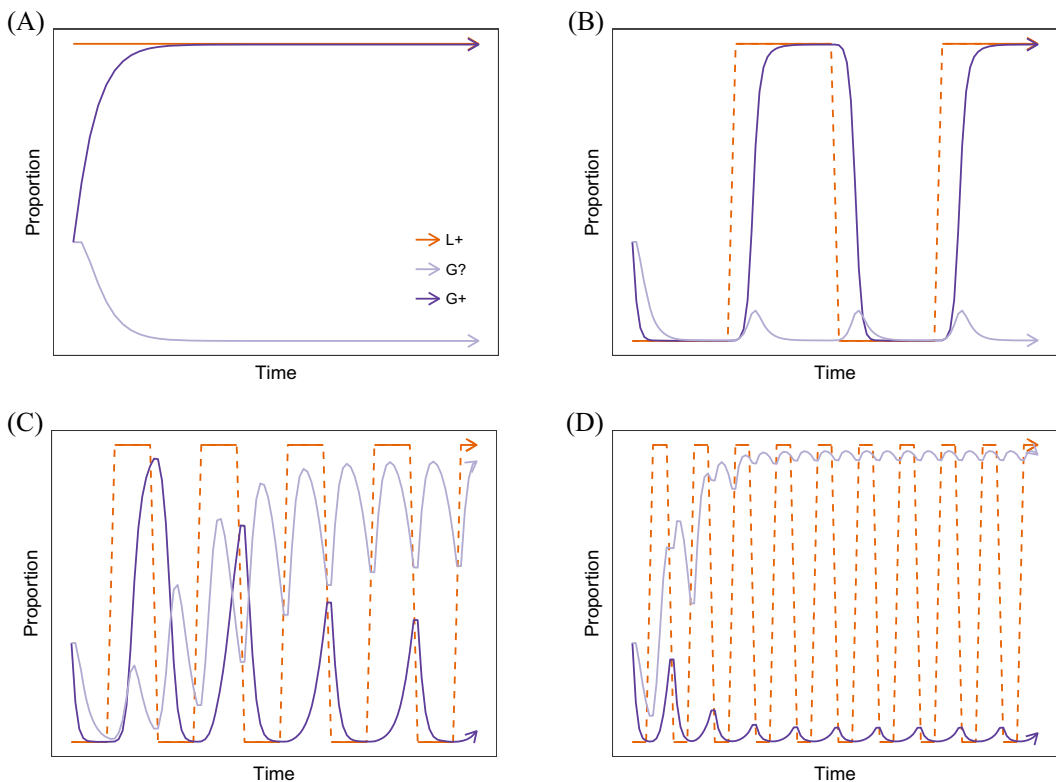 (A)
Proportion
L+
G?
G+
Time
(B)
Proportion
Time
(C)
Proportion
Time
(D)
Proportion
Time